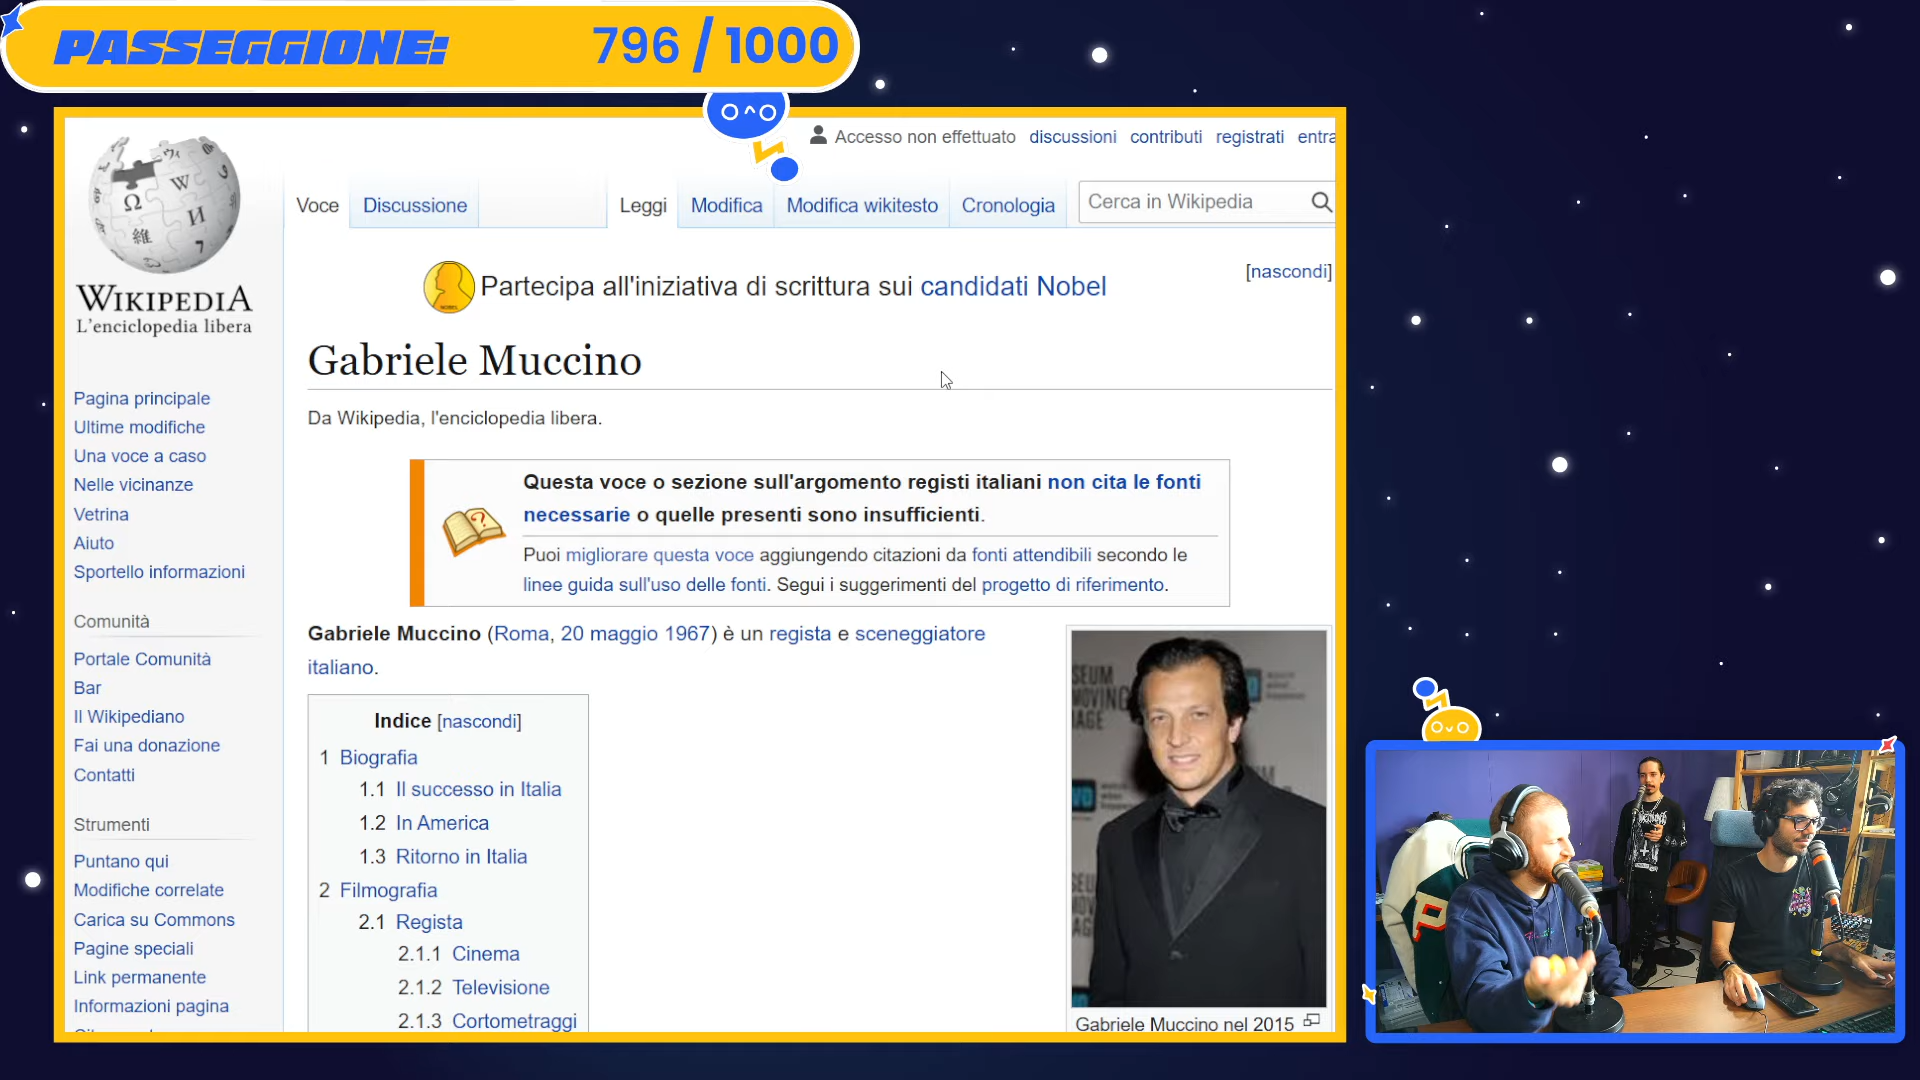 PASSEGGIONE: 796 / 1000
Accesso non effettuato discussioni contributi registrati entra
Voce Discussione Leggi Modifica Modifica wikitesto Cronologia Cerca in Wikipedia
WIKIPEDIA
L'enciclopedia libera
Partecipa all'iniziativa di scrittura sui candidati Nobel
[nascondi]
Gabriele Muccino
Da Wikipedia, l'enciclopedia libera.
Questa voce o sezione sull'argomento registi italiani non cita le fonti
necessarie o quelle presenti sono insufficienti.
Puoi migliorare questa voce aggiungendo citazioni da fonti attendibili secondo le
linee guida sull'uso delle fonti. Segui i suggerimenti del progetto di riferimento.
Gabriele Muccino (Roma, 20 maggio 1967) è un regista e sceneggiatore
italiano.
Indice [nascondi]
1 Biografia
1.1 Il successo in Italia
1.2 In America
1.3 Ritorno in Italia
2 Filmografia
2.1 Regista
2.1.1 Cinema
2.1.2 Televisione
2.1.3 Cortometraggi
Gabriele Muccino nel 2015
Pagina principale
Ultime modifiche
Una voce a caso
Nelle vicinanze
Vetrina
Aiuto
Sportello informazioni
Comunità
Portale Comunità
Bar
Il Wikipediano
Fai una donazione
Contatti
Strumenti
Puntano qui
Modifiche correlate
Carica su Commons
Pagine speciali
Link permanente
Informazioni pagina